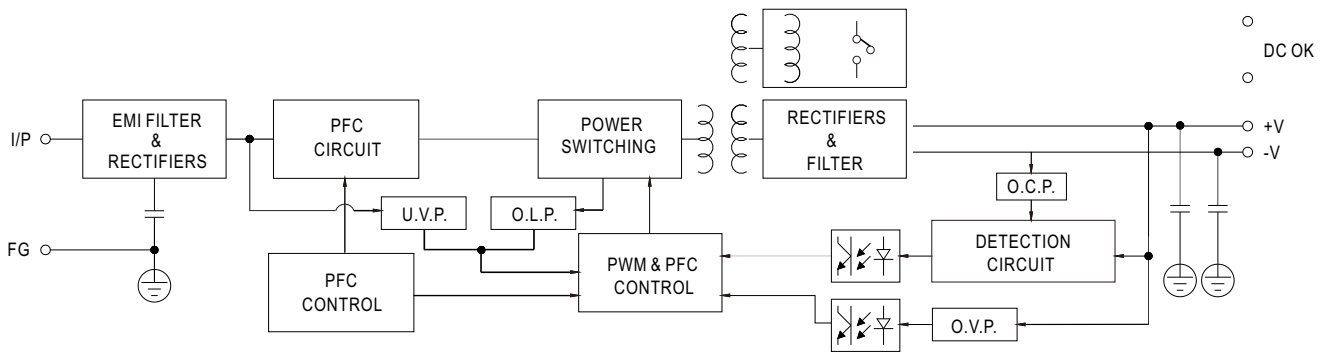 DC OK
I/P
EMI FILTER
&
RECTIFIERS
PFC
CIRCUIT
POWER
SWITCHING
RECTIFIERS
&
FILTER
+V
-V
U.V.P.
O.L.P.
O.C.P.
FG
PFC
CONTROL
PWM & PFC
CONTROL
DETECTION
CIRCUIT
O.V.P.